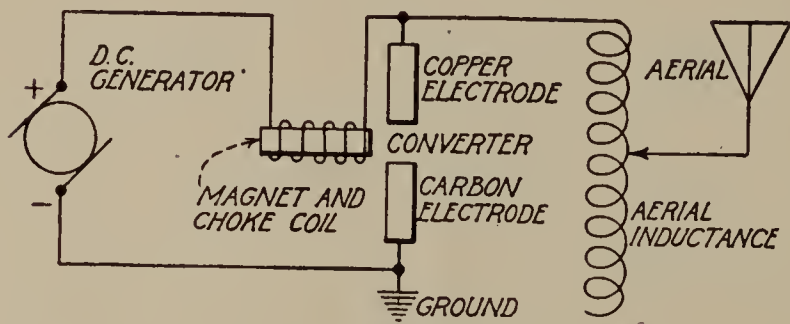 D.C.
GENERATOR
+
-
MAGNET AND
CHOKE COIL
COPPER
ELECTRODE
CONVERTER
CARBON
ELECTRODE
GROUND
AERIAL
AERIAL
INDUCTANCE